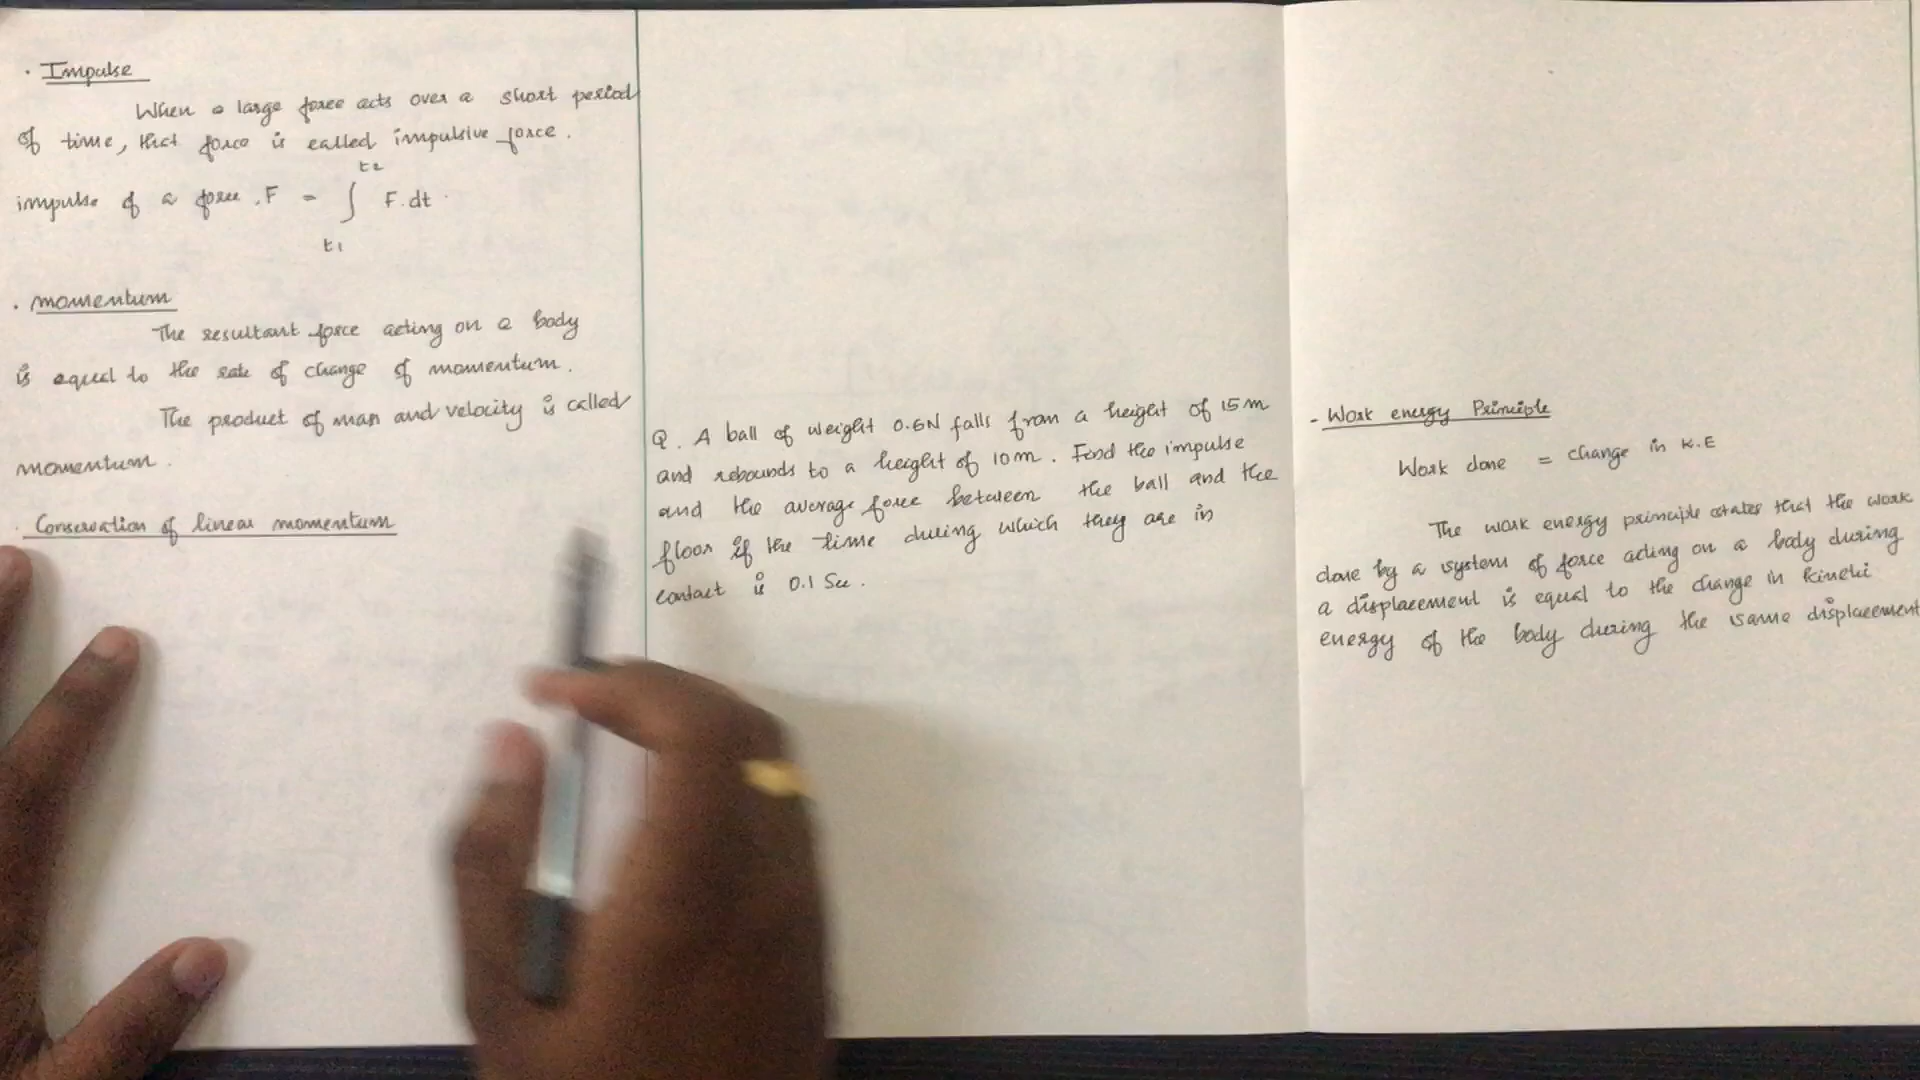 · Impulse
When a large force acts over a short period
of time, that force is called impulsive force.
impulse of a force, F = ∫ F.dt
t2
t1
· momentum
The resultant force acting on a body
is equal to the rate of change of momentum.
The product of mass and velocity is called
momentum.
· Conservation of linear momentum
Q. A ball of weight 0.6N falls from a height of 15m
and rebounds to a height of 10m. Find the impulse
and the average force between the ball and the
floor if the time during which they are in
contact is 0.1 Sec.
- Work energy Principle
Work done = change in K.E
The work energy principle states that the work
done by a system of force acting on a body during
a displacement is equal to the change in kinetic
energy of the body during the same displacement